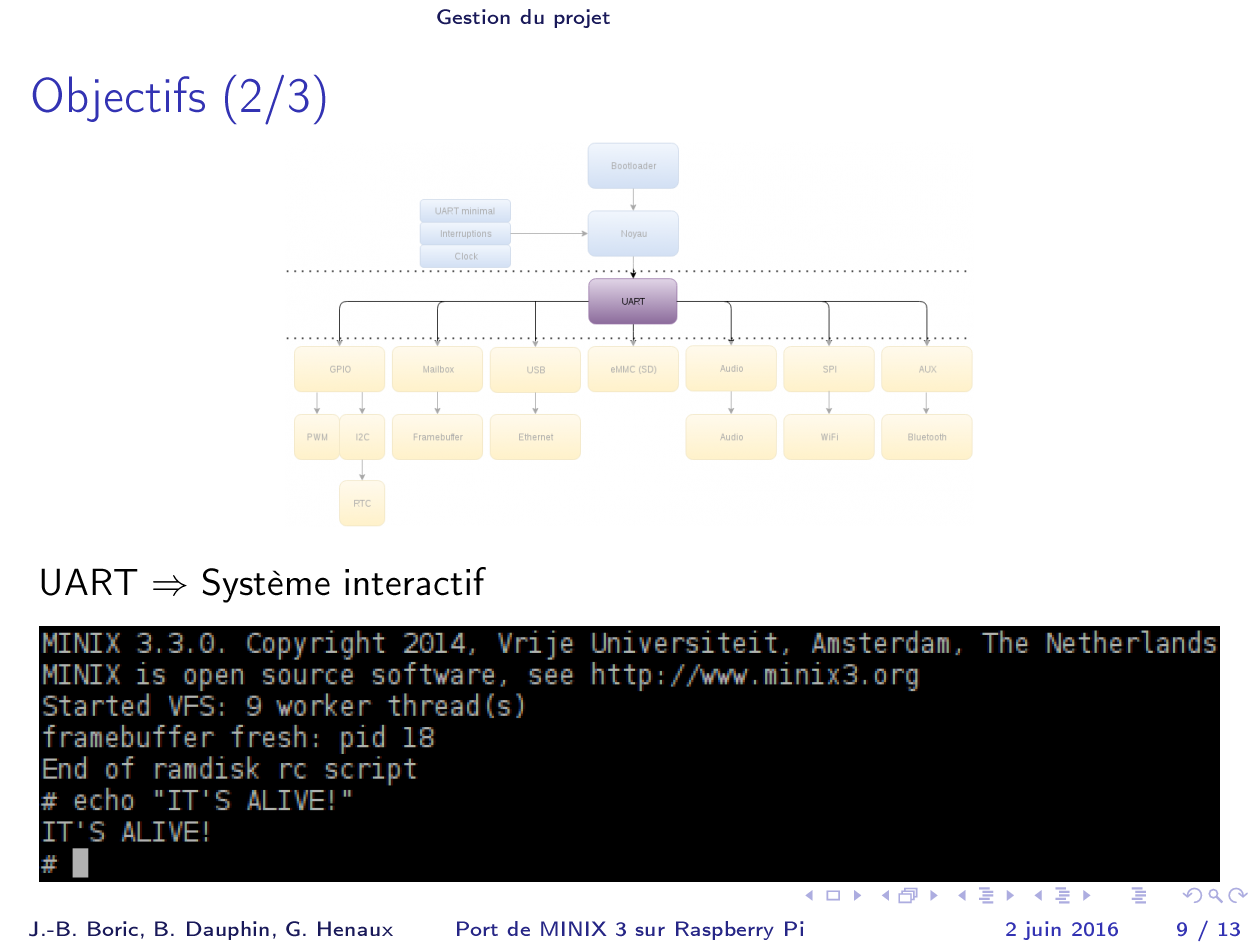 Gestion du projet
Objectifs (2/3)
Bootloader
UART minimal
Interruptions
Noyau
Clock
UART
GPIO
Mailbox
USB
eMMC (SD)
Audio
SPI
AUX
PWM
I2C
Framebuffer
Ethernet
Audio
WiFi
Bluetooth
RTC
UART ⇒ Système interactif
MINIX 3.3.0. Copyright 2014, Vrije Universiteit, Amsterdam, The Netherlands
MINIX is open source software, see http://www.minix3.org
Started VFS: 9 worker thread(s)
framebuffer fresh: pid 18
End of ramdisk rc script
# echo "IT'S ALIVE!"
IT'S ALIVE!
#
J.-B. Boric, B. Dauphin, G. Henaux Port de MINIX 3 sur Raspberry Pi 2 juin 2016 9 / 13